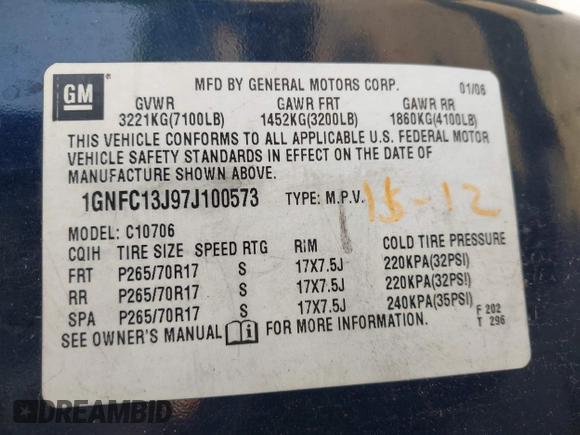 GM
MFD BY GENERAL MOTORS CORP. 01/06
GVWR GAWR FRT GAWR RR
3221KG(7100LB) 1452KG(3200LB) 1860KG(4100LB)
THIS VEHICLE CONFORMS TO ALL APPLICABLE U.S. FEDERAL MOTOR
VEHICLE SAFETY STANDARDS IN EFFECT ON THE DATE OF
MANUFACTURE SHOWN ABOVE.
1GNFC13J97J100573 TYPE: M.P.V.
15-12
MODEL: C10706
CQIH TIRE SIZE SPEED RTG RIM COLD TIRE PRESSURE
FRT P265/70R17 S 17X7.5J 220KPA(32PSI)
RR P265/70R17 S 17X7.5J 220KPA(32PSI)
SPA P265/70R17 S 17X7.5J 240KPA(35PSI)
SEE OWNER'S MANUAL i FOR MORE INFORMATION.
F 202
T 296
DREAMBID